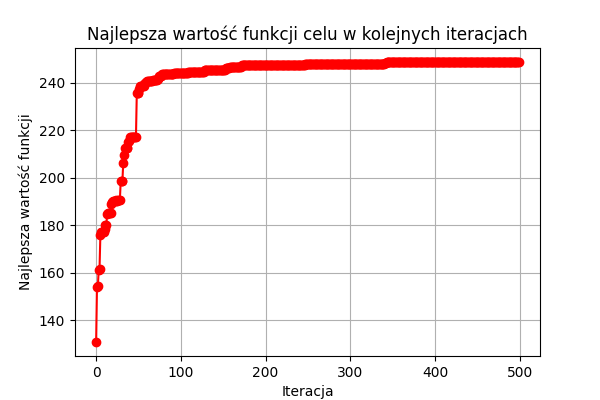 Najlepsza wartość funkcji celu w kolejnych iteracjach
Najlepsza wartość funkcji
240
220
200
180
160
140
0 100 200 300 400 500
Iteracja